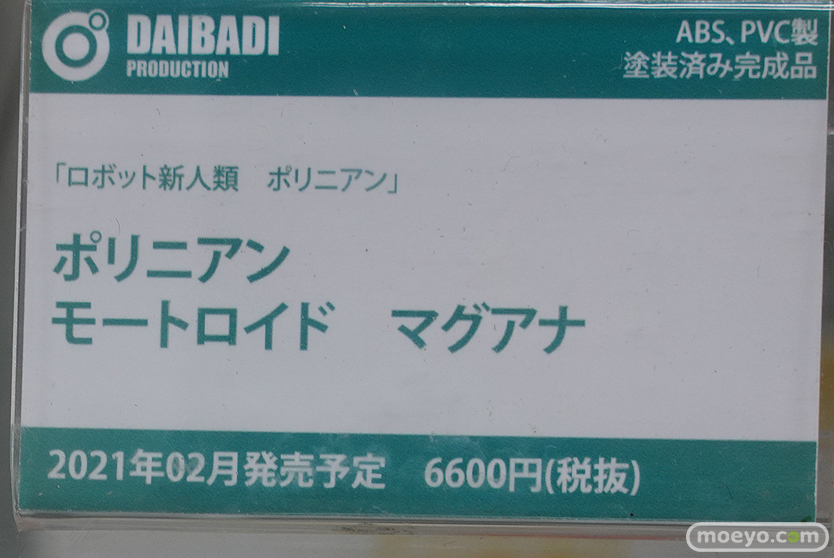 DAIBADI
PRODUCTION
ABS、PVC製
塗装済み完成品
「ロボット新人類　ポリニアン」
ポリニアン
モートロイド　マグアナ
2021年02月発売予定　6600円(税抜)
moeyo.com